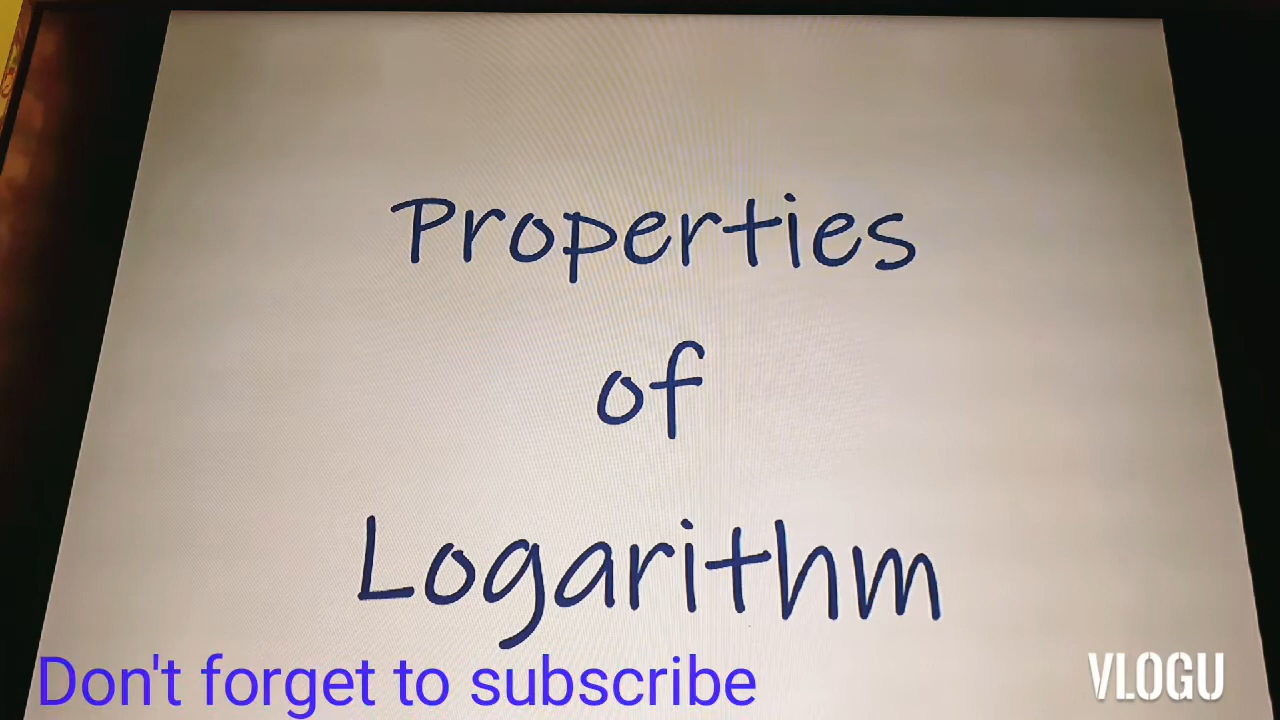 Properties
of
Logarithm
Don't forget to subscribe
VLOGU